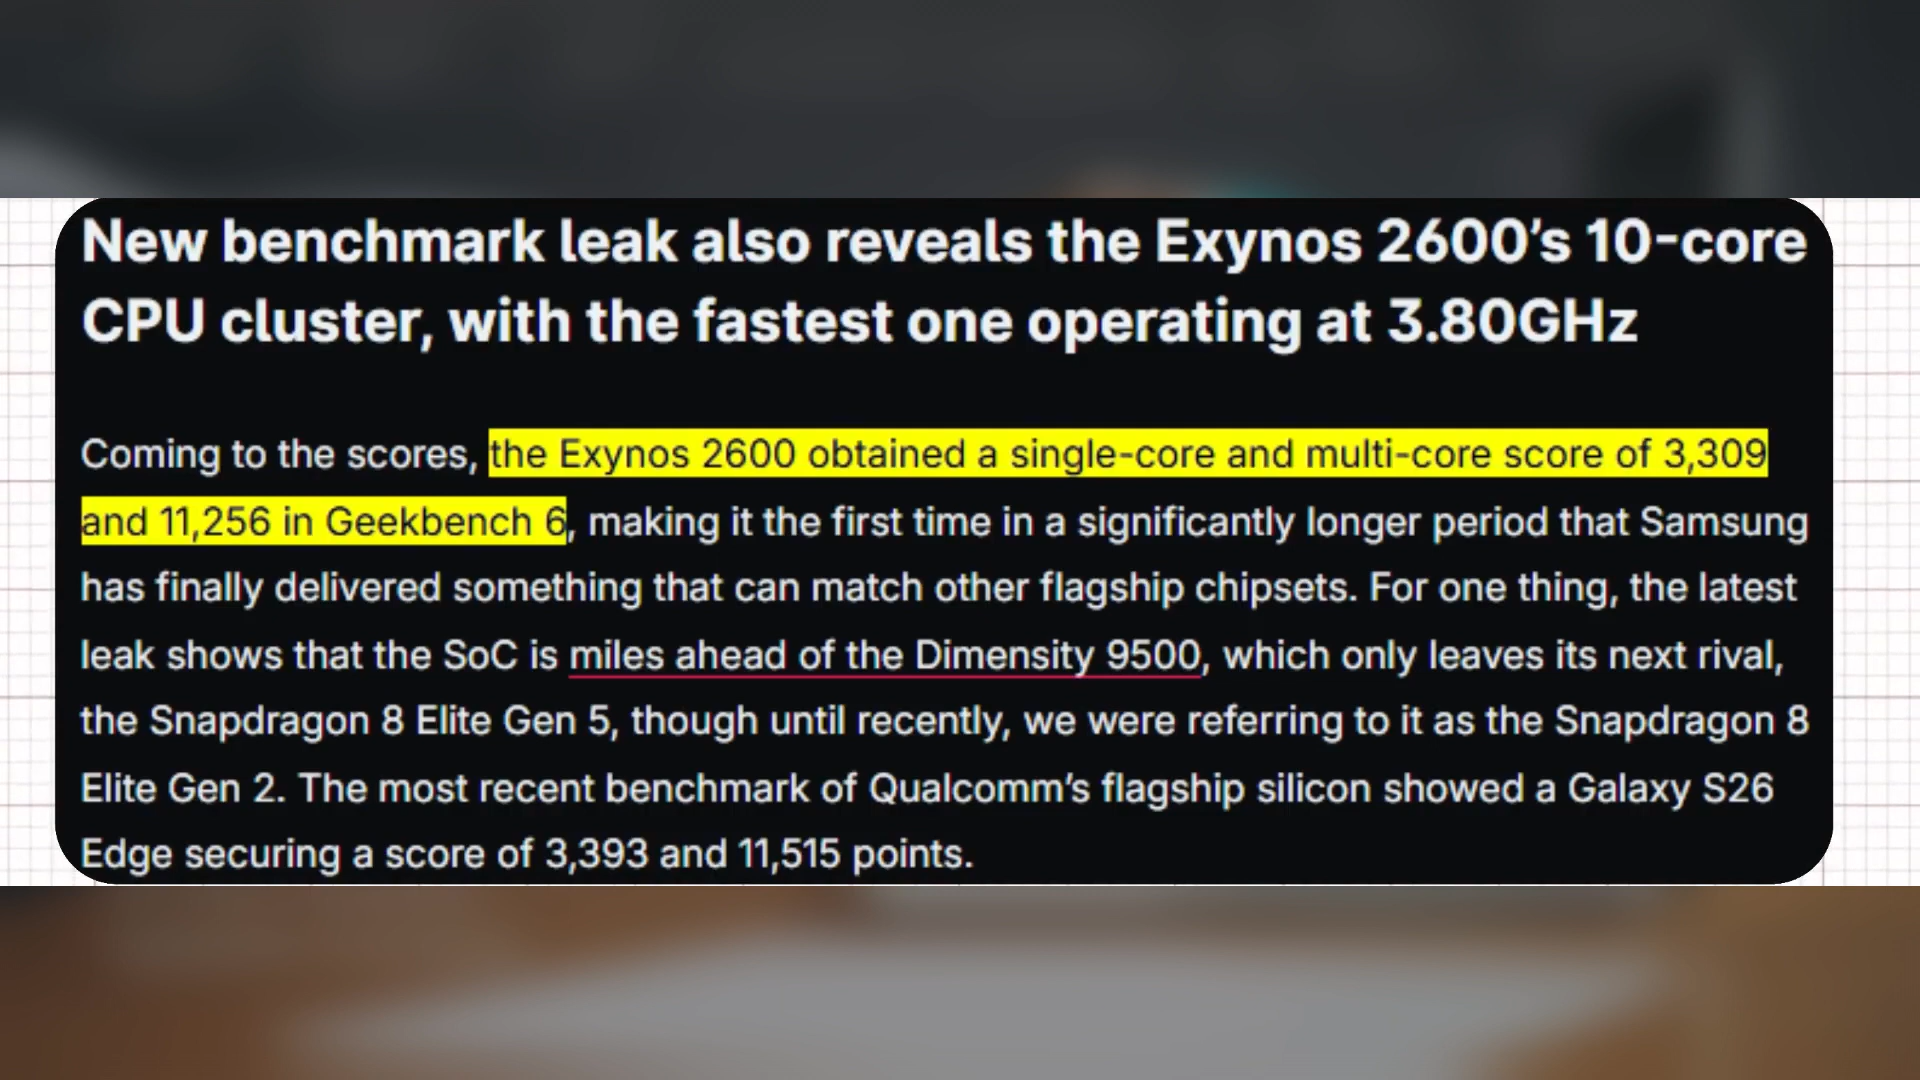 New benchmark leak also reveals the Exynos 2600’s 10-core
CPU cluster, with the fastest one operating at 3.80GHz
Coming to the scores, the Exynos 2600 obtained a single-core and multi-core score of 3,309
and 11,256 in Geekbench 6, making it the first time in a significantly longer period that Samsung
has finally delivered something that can match other flagship chipsets. For one thing, the latest
leak shows that the SoC is miles ahead of the Dimensity 9500, which only leaves its next rival,
the Snapdragon 8 Elite Gen 5, though until recently, we were referring to it as the Snapdragon 8
Elite Gen 2. The most recent benchmark of Qualcomm’s flagship silicon showed a Galaxy S26
Edge securing a score of 3,393 and 11,515 points.